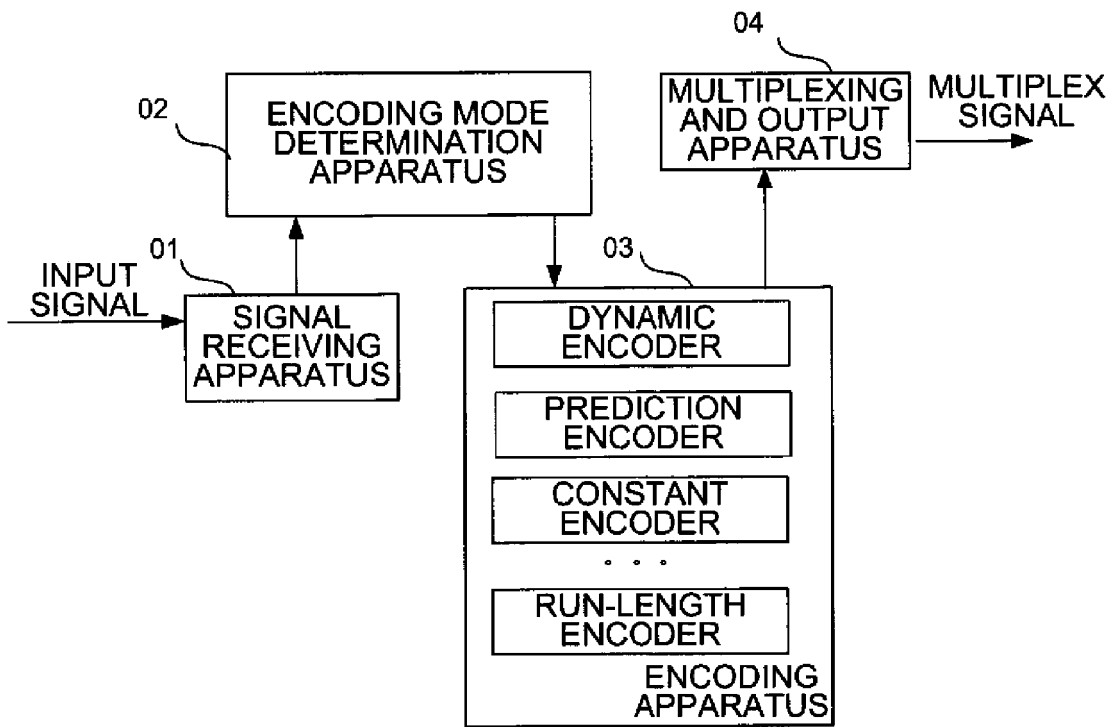 04
02
ENCODING MODE
DETERMINATION
APPARATUS
MULTIPLEXING
AND OUTPUT
APPARATUS
MULTIPLEX
SIGNAL
01
INPUT
SIGNAL
SIGNAL
RECEIVING
APPARATUS
03
DYNAMIC
ENCODER
PREDICTION
ENCODER
CONSTANT
ENCODER
. . .
RUN-LENGTH
ENCODER
ENCODING
APPARATUS